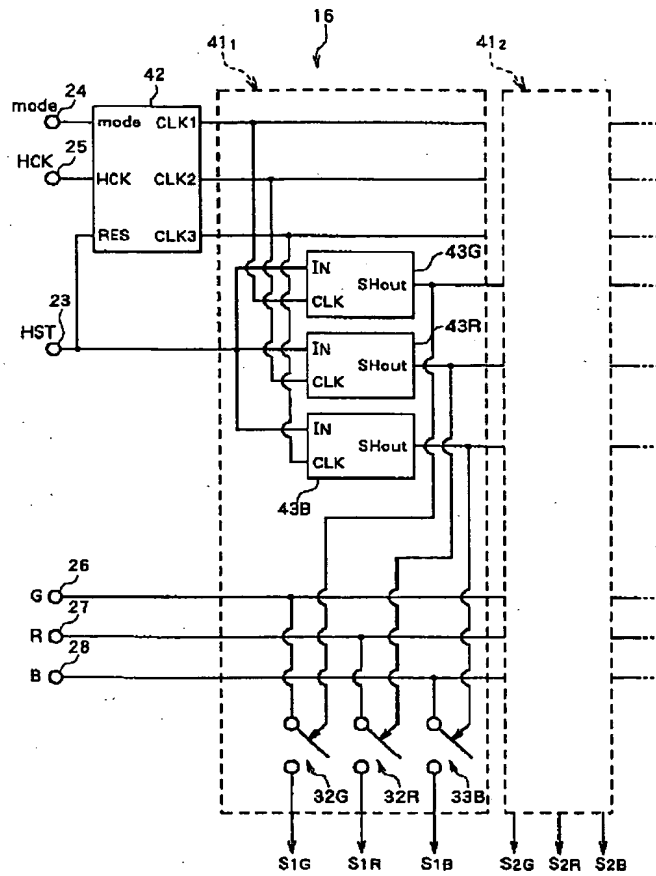 16
41₁
41₂
42
mode
24
mode
CLK1
HCK
25
HCK
CLK2
RES
CLK3
43G
IN
SHout
CLK
HST
23
43R
IN
SHout
CLK
IN
SHout
CLK
43B
26
G
27
R
28
B
32G
32R
33B
S1G
S1R
S1B
S2G
S2R
S2B